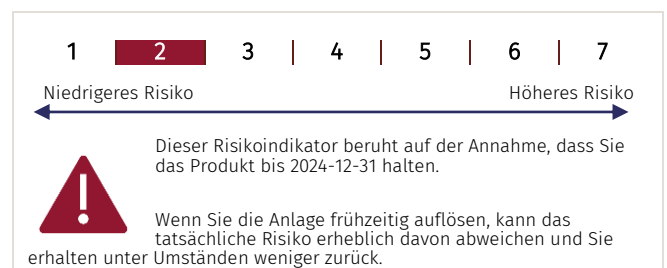 1 2 3 4 5 6 7
Niedrigeres Risiko Höheres Risiko
Dieser Risikoindikator beruht auf der Annahme, dass Sie
das Produkt bis 2024-12-31 halten.
Wenn Sie die Anlage frühzeitig auflösen, kann das
tatsächliche Risiko erheblich davon abweichen und Sie
erhalten unter Umständen weniger zurück.